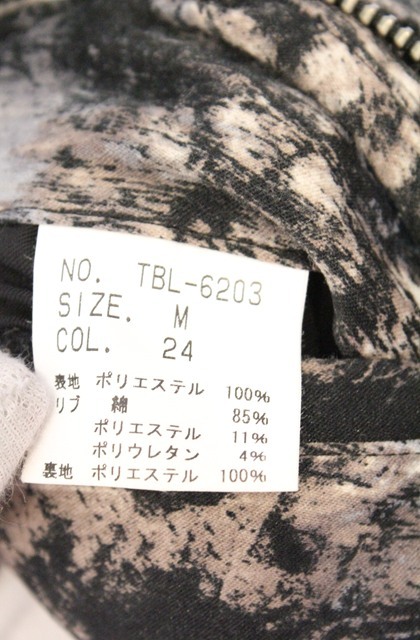 NO. TBL-6203
SIZE. M
COL. 24
表地 ポリエステル 100%
リブ 綿 85%
ポリエステル 11%
ポリウレタン 4%
裏地 ポリエステル 100%